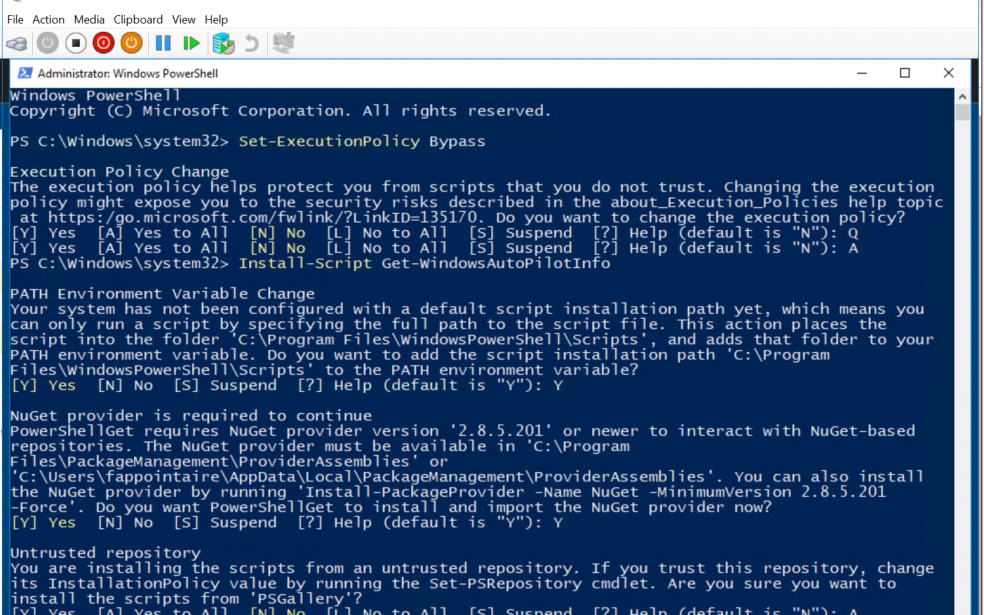 File Action Media Clipboard View Help
Administrator: Windows PowerShell
Windows PowerShell
Copyright (C) Microsoft Corporation. All rights reserved.
PS C:\Windows\system32> Set-ExecutionPolicy Bypass
Execution Policy Change
The execution policy helps protect you from scripts that you do not trust. Changing the execution
policy might expose you to the security risks described in the about_Execution_Policies help topic
at https:/go.microsoft.com/fwlink/?LinkID=135170. Do you want to change the execution policy?
[Y] Yes [A] Yes to All [N] No [L] No to All [S] Suspend [?] Help (default is "N"): Q
[Y] Yes [A] Yes to All [N] No [L] No to All [S] Suspend [?] Help (default is "N"): A
PS C:\Windows\system32> Install-Script Get-WindowsAutoPilotInfo
PATH Environment Variable Change
Your system has not been configured with a default script installation path yet, which means you
can only run a script by specifying the full path to the script file. This action places the
script into the folder 'C:\Program Files\WindowsPowerShell\Scripts', and adds that folder to your
PATH environment variable. Do you want to add the script installation path 'C:\Program
Files\WindowsPowerShell\Scripts' to the PATH environment variable?
[Y] Yes [N] No [S] Suspend [?] Help (default is "Y"): Y
NuGet provider is required to continue
PowerShellGet requires NuGet provider version '2.8.5.201' or newer to interact with NuGet-based
repositories. The NuGet provider must be available in 'C:\Program
Files\PackageManagement\ProviderAssemblies' or
'C:\Users\fappointaire\AppData\Local\PackageManagement\ProviderAssemblies'. You can also install
the NuGet provider by running 'Install-PackageProvider -Name NuGet -MinimumVersion 2.8.5.201
-Force'. Do you want PowerShellGet to install and import the NuGet provider now?
[Y] Yes [N] No [S] Suspend [?] Help (default is "Y"): Y
Untrusted repository
You are installing the scripts from an untrusted repository. If you trust this repository, change
its InstallationPolicy value by running the Set-PSRepository cmdlet. Are you sure you want to
install the scripts from 'PSGallery'?
[Y] Yes [A] Yes to All [N] No [L] No to All [S] Suspend [?] Help (default is "N"): A